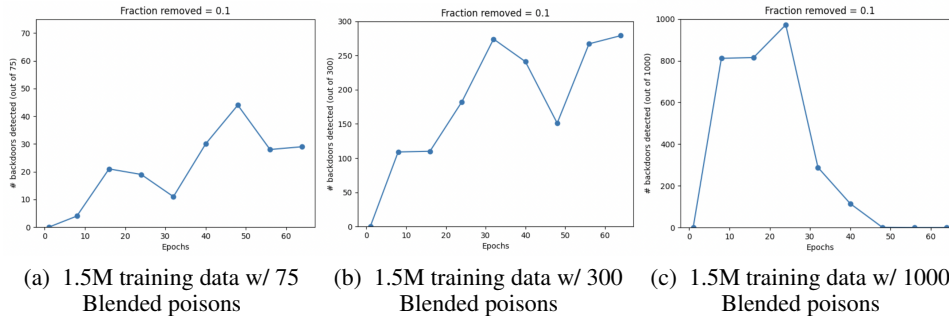 Fraction removed = 0.1
# backdoors detected (out of 75)
70
60
50
40
30
20
10
0
0 10 20 30 40 50 60
Epochs
(a) 1.5M training data w/ 75
Blended poisons
Fraction removed = 0.1
# backdoors detected (out of 300)
300
250
200
150
100
50
0
0 10 20 30 40 50 60
Epochs
(b) 1.5M training data w/ 300
Blended poisons
Fraction removed = 0.1
# backdoors detected (out of 1000)
1000
800
600
400
200
0
0 10 20 30 40 50 60
Epochs
(c) 1.5M training data w/ 1000
Blended poisons